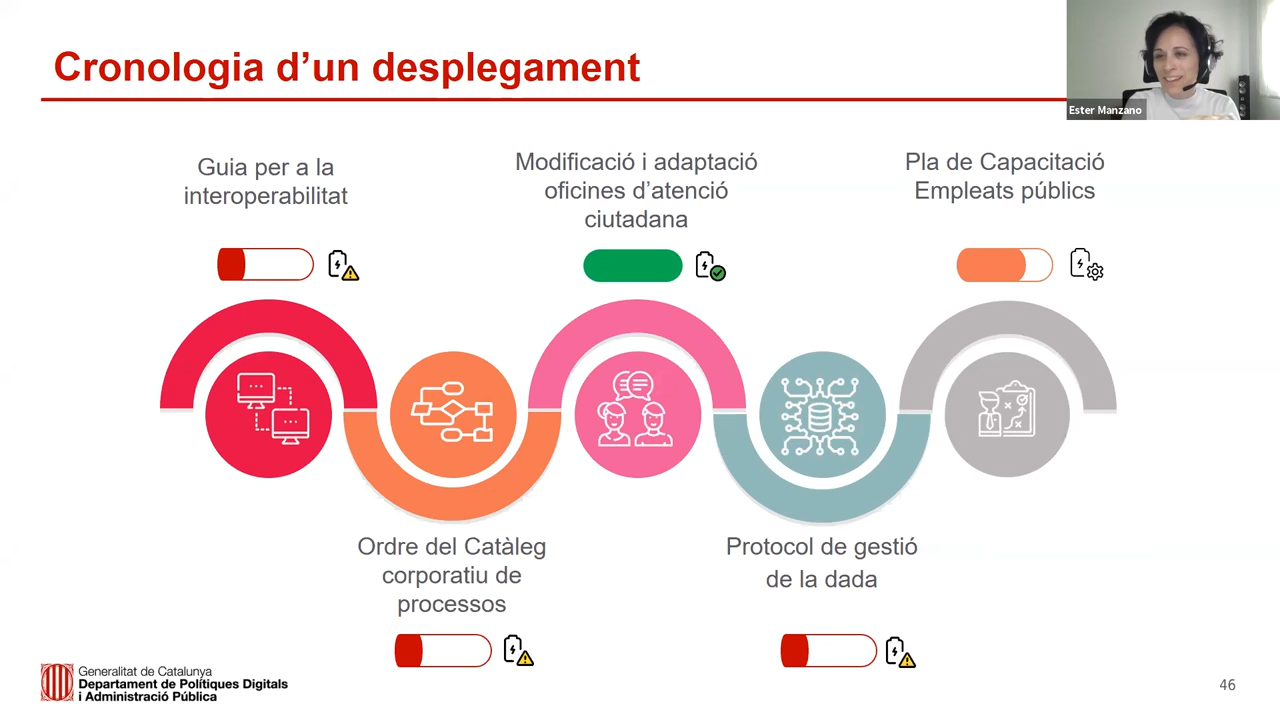 Cronologia d’un desplegament
Ester Manzano
Guia per a la
interoperabilitat
Modificació i adaptació
oficines d’atenció
ciutadana
Pla de Capacitació
Empleats públics
Ordre del Catàleg
corporatiu de
processos
Protocol de gestió
de la dada
Generalitat de Catalunya
Departament de Polítiques Digitals
i Administració Pública
46